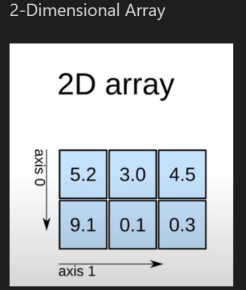 2-Dimensional Array
2D array
axis 0
5.2 3.0 4.5
9.1 0.1 0.3
axis 1